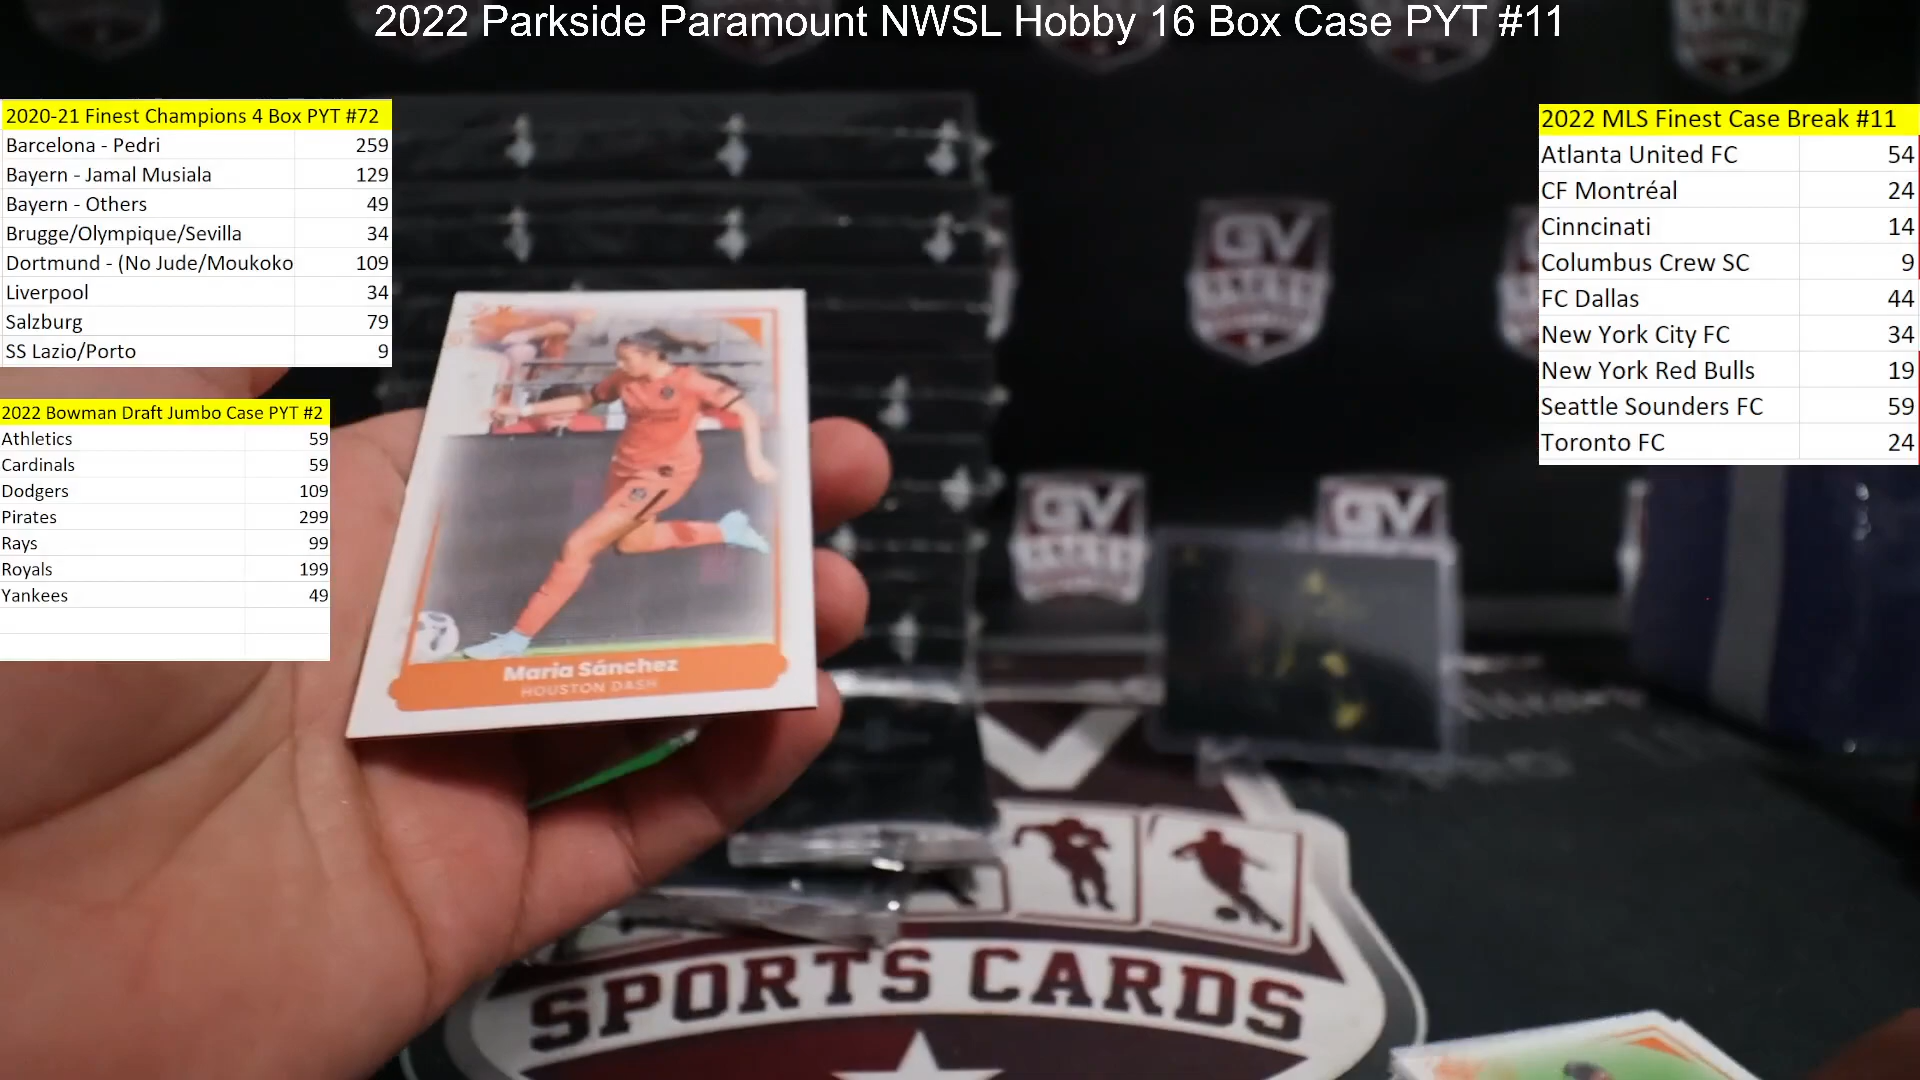 2022 Parkside Paramount NWSL Hobby 16 Box Case PYT #11
2020-21 Finest Champions 4 Box PYT #72
Barcelona - Pedri 259
Bayern - Jamal Musiala 129
Bayern - Others 49
Brugge/Olympique/Sevilla 34
Dortmund - (No Jude/Moukoko 109
Liverpool 34
Salzburg 79
SS Lazio/Porto 9
2022 Bowman Draft Jumbo Case PYT #2
Athletics 59
Cardinals 59
Dodgers 109
Pirates 299
Rays 99
Royals 199
Yankees 49
2022 MLS Finest Case Break #11
Atlanta United FC 54
CF Montréal 24
Cinncinati 14
Columbus Crew SC 9
FC Dallas 44
New York City FC 34
New York Red Bulls 19
Seattle Sounders FC 59
Toronto FC 24
Maria Sánchez
HOUSTON DASH
GV
GV
GV
SPORTS CARDS